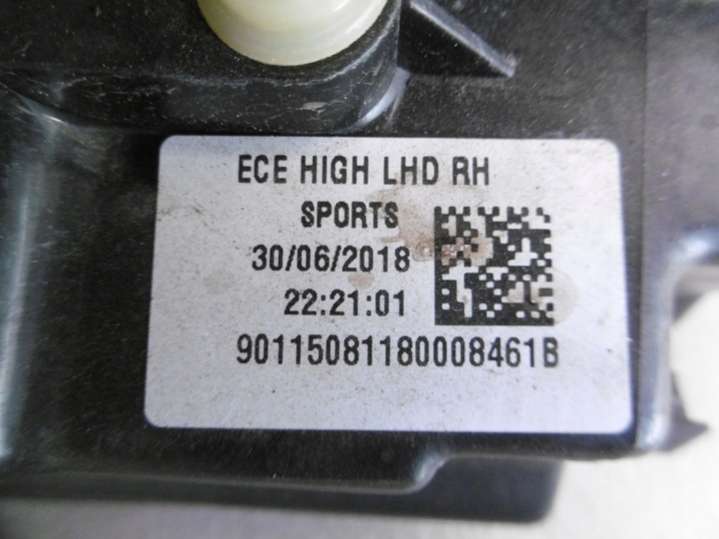 ECE HIGH LHD RH
SPORTS
30/06/2018
22:21:01
90115081180008461B